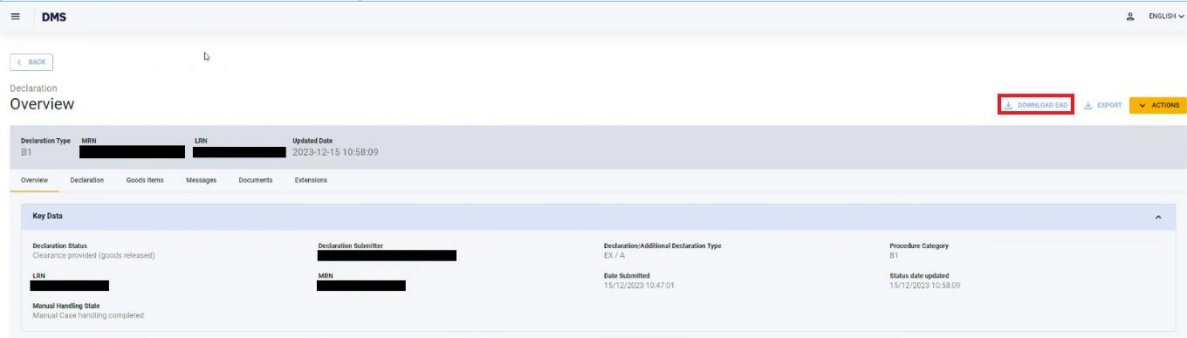 DMS
ENGLISH
BACK
Declaration
Overview
DOWNLOAD EAD EXPORT ACTIONS
Declaration Type MRN LRN Updated Date
B1 2023-12-15 10:58:09
Overview Declaration Goods Items Messages Documents Extensions
Key Data
Declaration Status Declaration Submitter Declaration/Additional Declaration Type Procedure Category
Clearance provided (goods released) EX / A B1
LRN MRN Date Submitted Status date updated
15/12/2023 10:47:01 15/12/2023 10:58:09
Manual Handling State
Manual Case handling completed